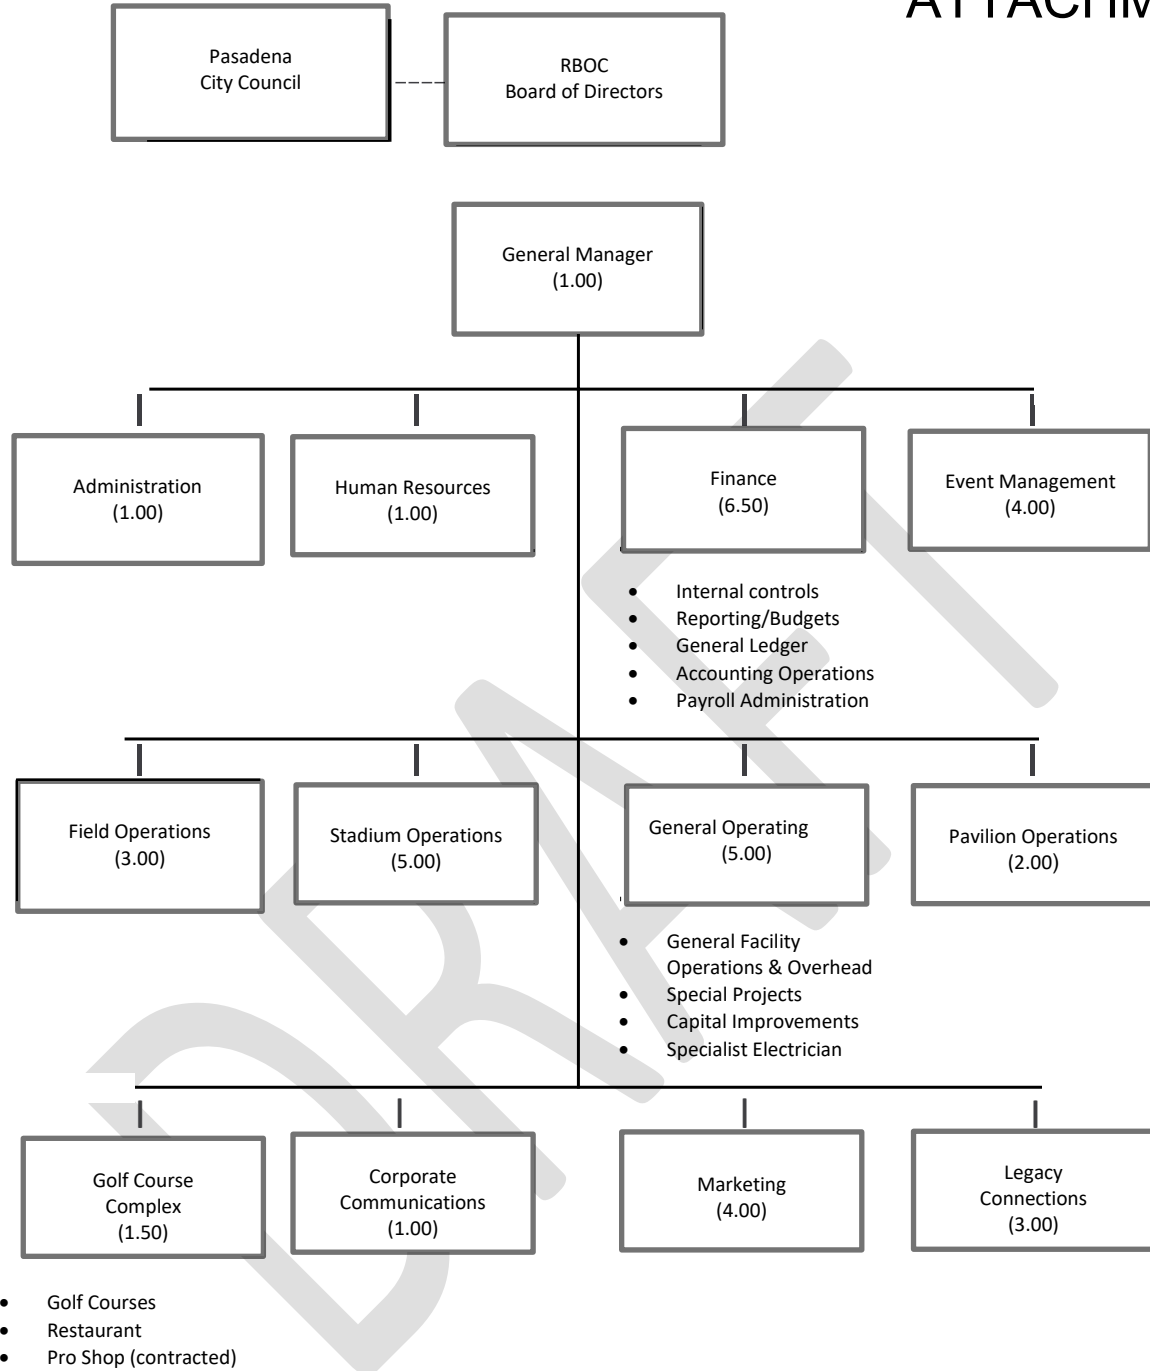 ATTACHM
Pasadena
City Council
RBOC
Board of Directors
General Manager
(1.00)
Administration
(1.00)
Human Resources
(1.00)
Finance
(6.50)
Event Management
(4.00)
• Internal controls
• Reporting/Budgets
• General Ledger
• Accounting Operations
• Payroll Administration
Field Operations
(3.00)
Stadium Operations
(5.00)
General Operating
(5.00)
Pavilion Operations
(2.00)
• General Facility
Operations & Overhead
• Special Projects
• Capital Improvements
• Specialist Electrician
Golf Course
Complex
(1.50)
Corporate
Communications
(1.00)
Marketing
(4.00)
Legacy
Connections
(3.00)
• Golf Courses
• Restaurant
• Pro Shop (contracted)
DRAFT